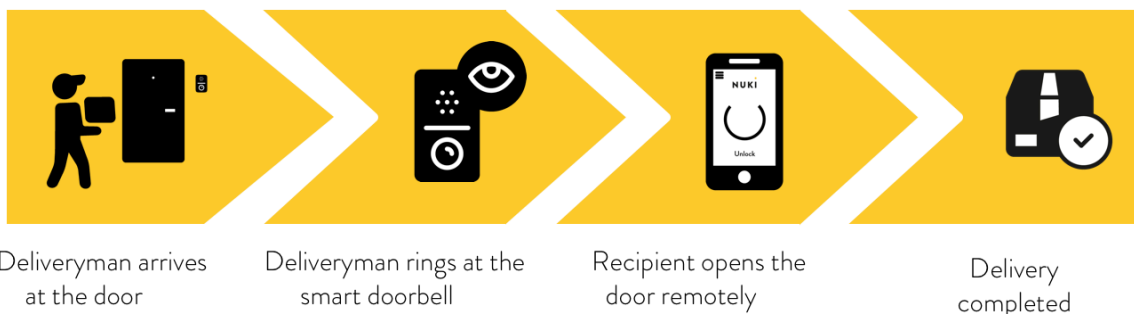 NUKI
Unlock
Deliveryman arrives
at the door
Deliveryman rings at the
smart doorbell
Recipient opens the
door remotely
Delivery
completed